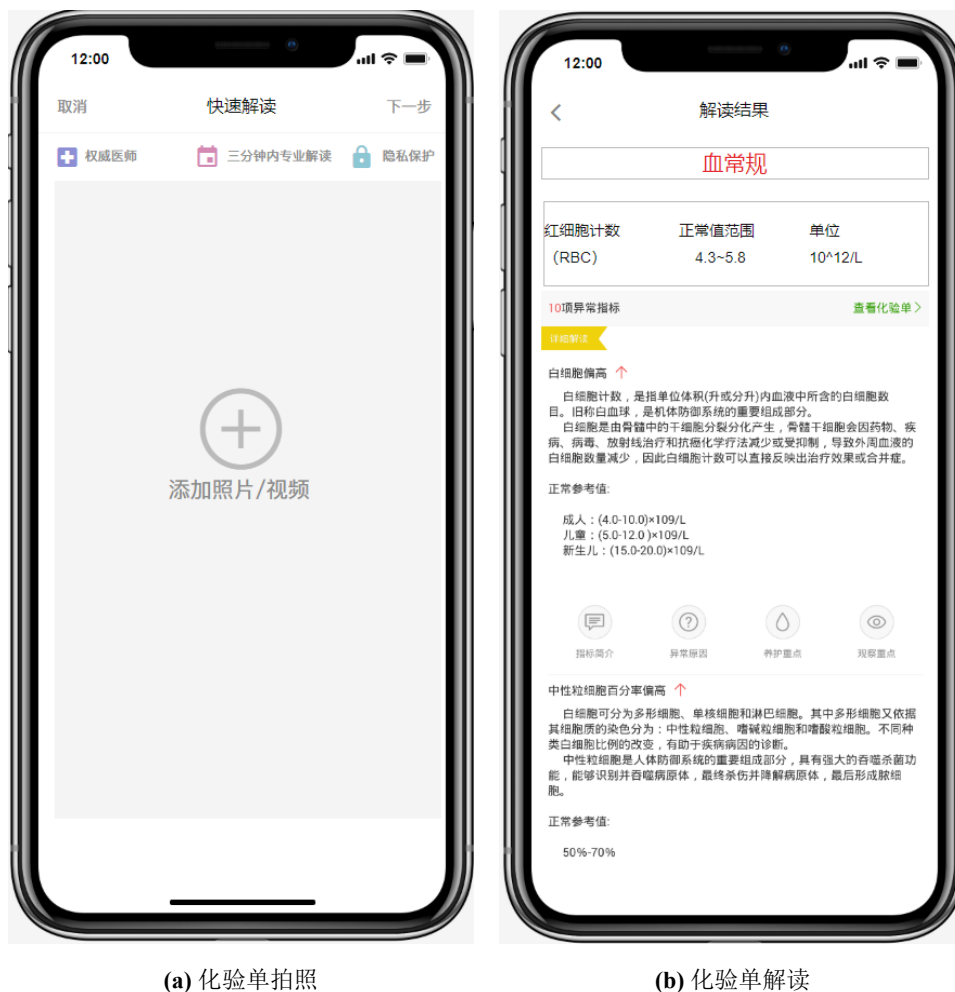 12:00
取消 快速解读 下一步
权威医师 三分钟内专业解读 隐私保护
添加照片/视频
(a) 化验单拍照
12:00
解读结果
血常规
红细胞计数 正常值范围 单位
(RBC) 4.3~5.8 10^12/L
10项异常指标 查看化验单
详细解读
白细胞偏高 ↑
白细胞计数，是指单位体积(升或分升)内血液中所含的白细胞数
目。旧称白血球，是机体防御系统的重要组成部分。
白细胞是由骨髓中的干细胞分裂分化产生，骨髓干细胞会因药物、疾
病、病毒、放射线治疗和抗癌化学疗法减少或受抑制，导致外周血液的
白细胞数量减少，因此白细胞计数可以直接反映出治疗效果或合并症。
正常参考值:
成人：(4.0-10.0)×109/L
儿童：(5.0-12.0 )×109/L
新生儿：(15.0-20.0)×109/L
指标简介 异常原因 养护重点 观察重点
中性粒细胞百分率偏高 ↑
白细胞可分为多形细胞、单核细胞和淋巴细胞。其中多形细胞又依据
其细胞质的染色分为：中性粒细胞、嗜碱粒细胞和嗜酸粒细胞。不同种
类白细胞比例的改变，有助于疾病病因的诊断。
中性粒细胞是人体防御系统的重要组成部分，具有强大的吞噬杀菌功
能，能够识别并吞噬病原体，最终杀伤并降解病原体，最后形成脓细
胞。
正常参考值:
50%-70%
(b) 化验单解读